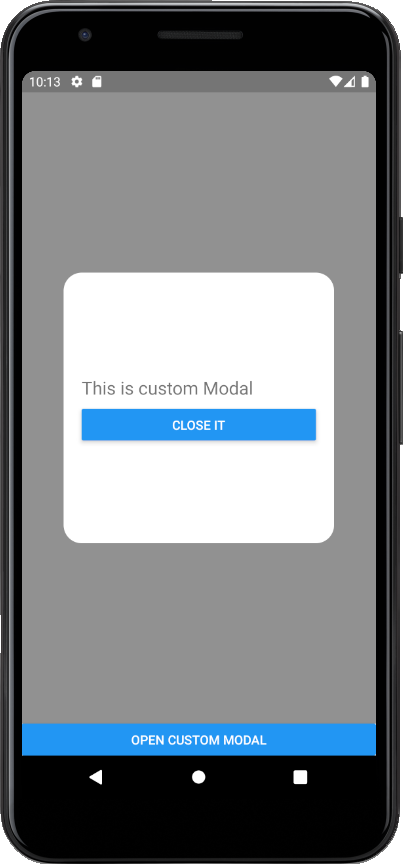 10:13
This is custom Modal
CLOSE IT
OPEN CUSTOM MODAL